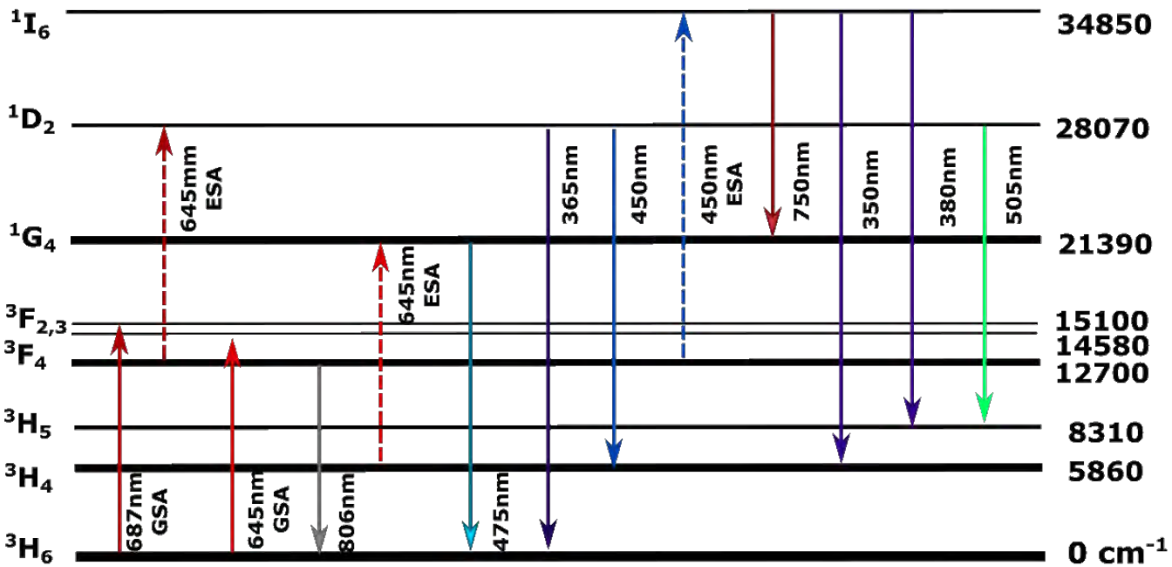 ¹I₆
34850
¹D₂
28070
645mm
ESA
365nm
450nm
450nm
ESA
750nm
350nm
380nm
505nm
¹G₄
21390
645nm
ESA
³F₂,₃
15100
³F₄
14580
12700
³H₅
8310
³H₄
5860
687nm
GSA
645nm
GSA
806nm
475nm
³H₆
0 cm⁻¹